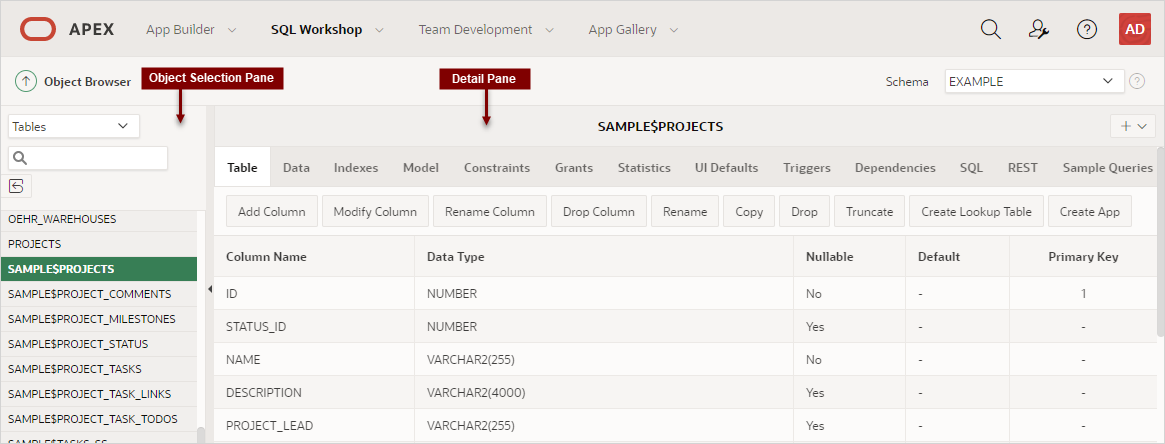 APEX App Builder SQL Workshop Team Development App Gallery ? AD
Object Browser Object Selection Pane Detail Pane Schema EXAMPLE ?
Tables SAMPLE$PROJECTS +
Table Data Indexes Model Constraints Grants Statistics UI Defaults Triggers Dependencies SQL REST Sample Queries
Add Column Modify Column Rename Column Drop Column Rename Copy Drop Truncate Create Lookup Table Create App
OEHR_WAREHOUSES
PROJECTS
SAMPLE$PROJECTS
SAMPLE$PROJECT_COMMENTS
SAMPLE$PROJECT_MILESTONES
SAMPLE$PROJECT_STATUS
SAMPLE$PROJECT_TASKS
SAMPLE$PROJECT_TASK_LINKS
SAMPLE$PROJECT_TASK_TODOS
Column Name Data Type Nullable Default Primary Key
ID NUMBER No - 1
STATUS_ID NUMBER Yes - -
NAME VARCHAR2(255) No - -
DESCRIPTION VARCHAR2(4000) Yes - -
PROJECT_LEAD VARCHAR2(255) Yes - -